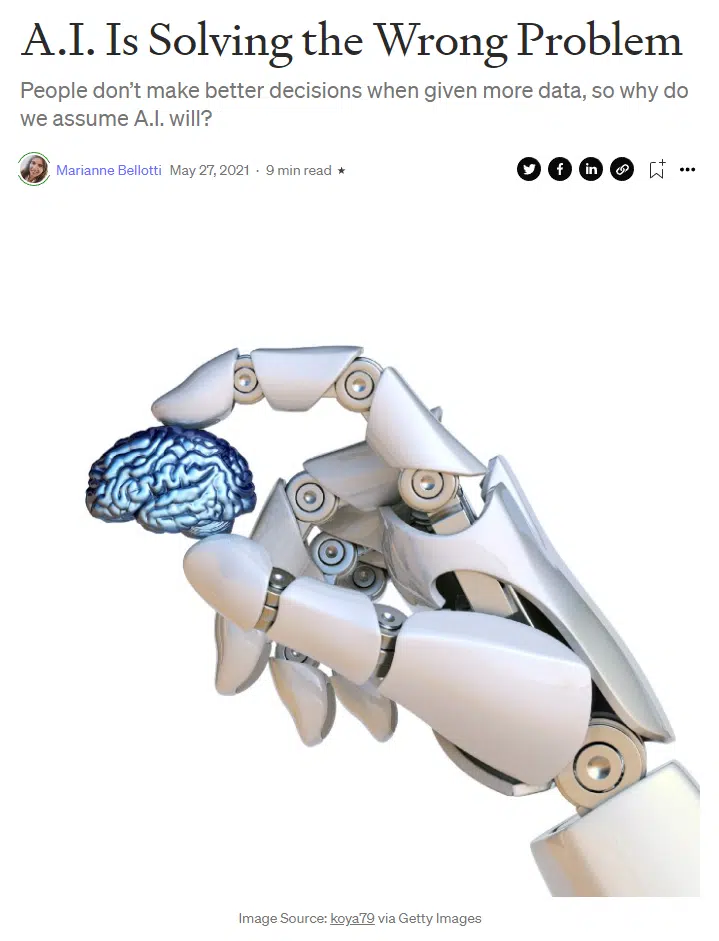 A.I. Is Solving the Wrong Problem
People don’t make better decisions when given more data, so why do
we assume A.I. will?
Marianne Bellotti May 27, 2021 · 9 min read ★
in
Image Source: koya79 via Getty Images